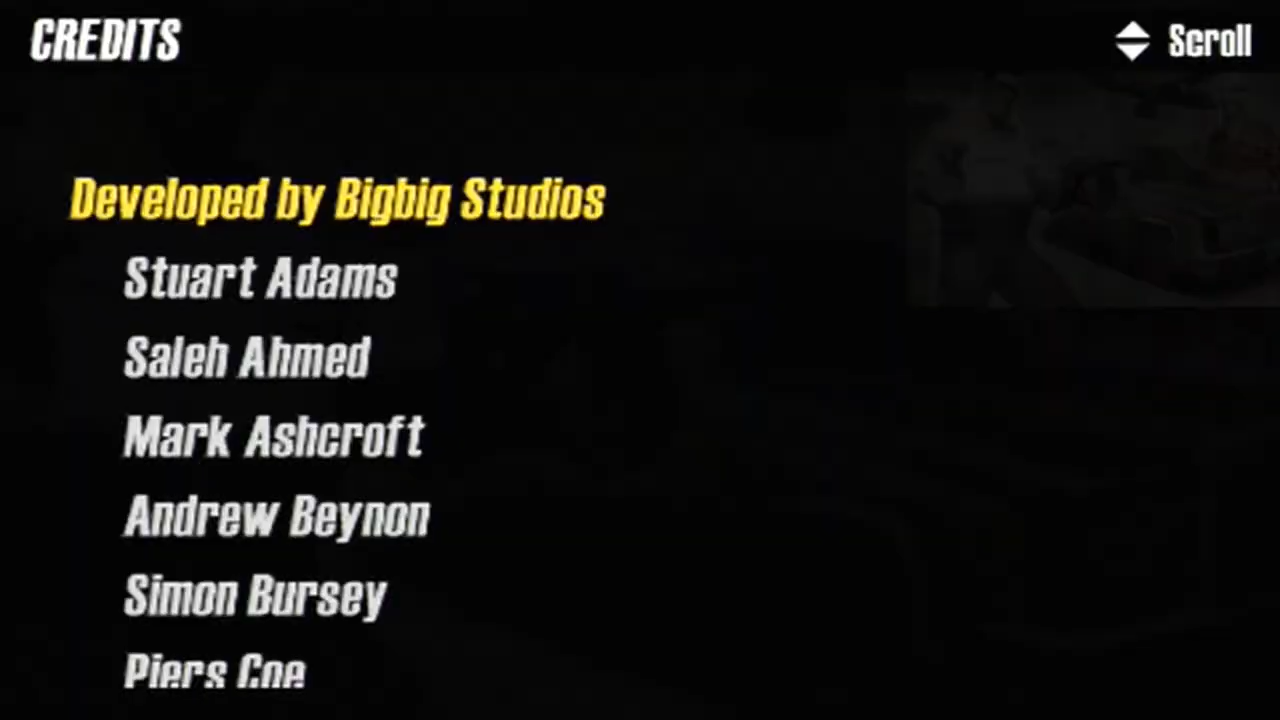 CREDITS
Scroll
Developed by Bigbig Studios
Stuart Adams
Saleh Ahmed
Mark Ashcroft
Andrew Beynon
Simon Bursey
Piers Coe